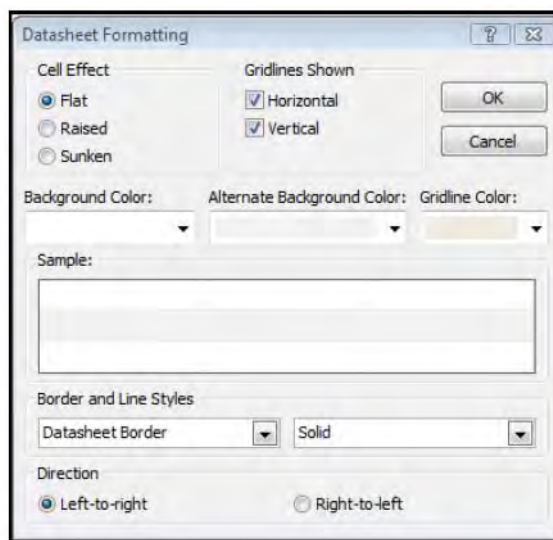 Datasheet Formatting
Cell Effect
Flat
Raised
Sunken
Gridlines Shown
Horizontal
Vertical
OK
Cancel
Background Color:
Alternate Background Color:
Gridline Color:
Sample:
Border and Line Styles
Datasheet Border
Solid
Direction
Left-to-right
Right-to-left